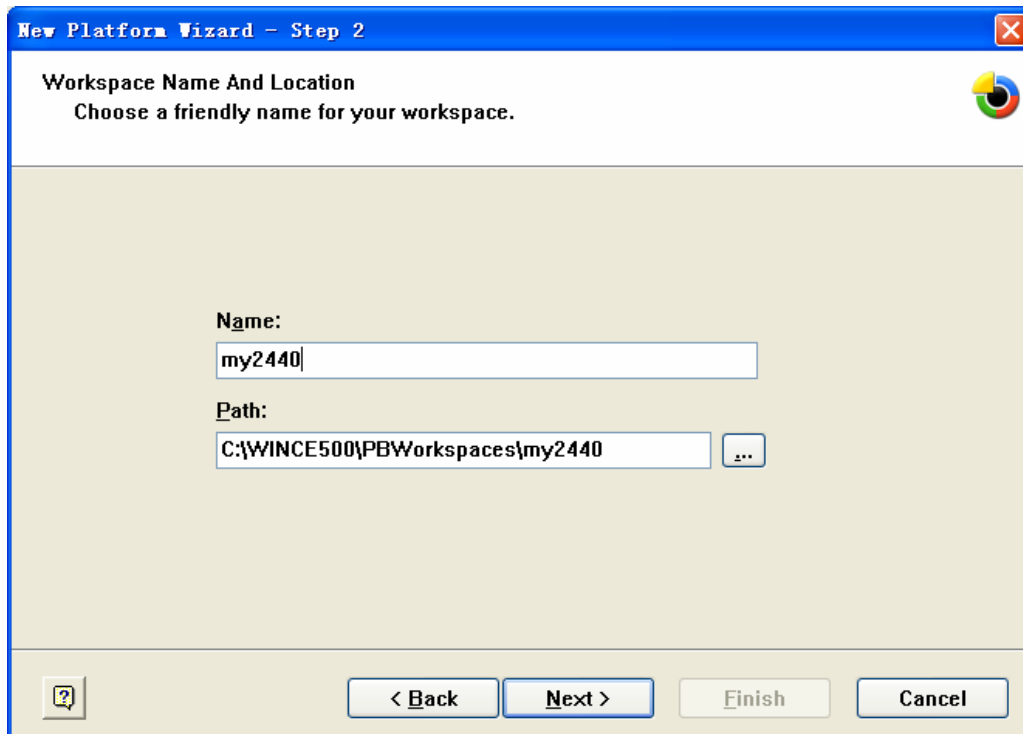 New Platform Wizard - Step 2
Workspace Name And Location
Choose a friendly name for your workspace.
Name:
my2440
Path:
C:\WINCE500\PBWorkspaces\my2440
...
< Back
Next >
Finish
Cancel